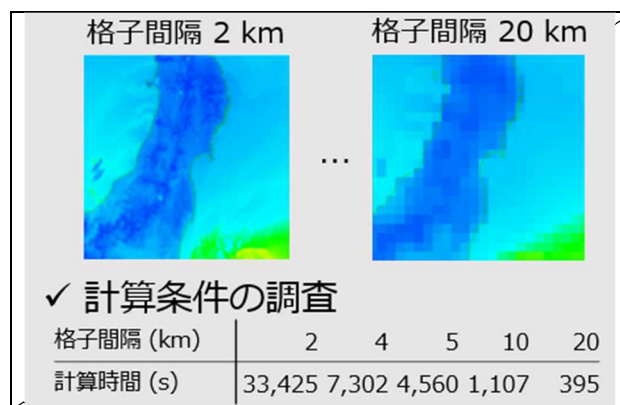 格子間隔 2 km
格子間隔 20 km
…
✓ 計算条件の調査
格子間隔 (km) 2 4 5 10 20
計算時間 (s) 33,425 7,302 4,560 1,107 395